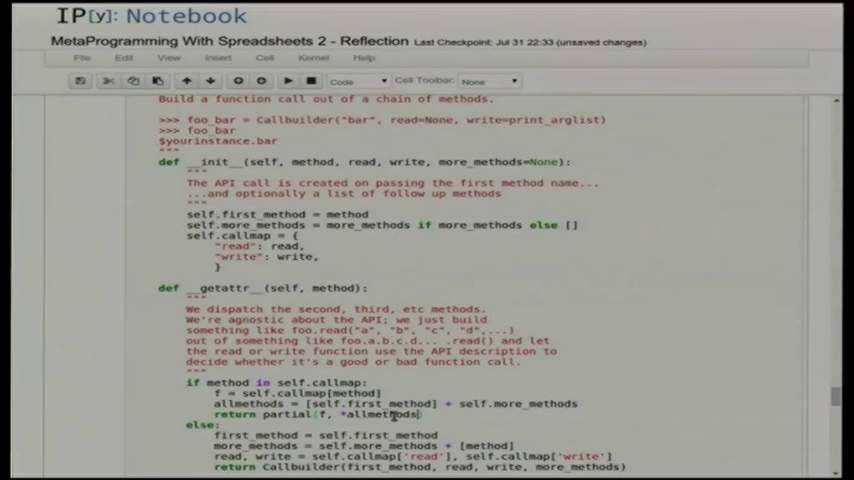 IP[y]: Notebook
MetaProgramming With Spreadsheets 2 - Reflection Last Checkpoint: Jul 31 22:33 (unsaved changes)
File Edit View Insert Cell Kernel Help
Code Cell Toolbar: None
Build a function call out of a chain of methods.
>>> foo_bar = Callbuilder("bar", read=None, write=print_arglist)
>>> foo_bar
$yourinstance.bar
"""
def __init__(self, method, read, write, more_methods=None):
"""
The API call is created on passing the first method name...
...and optionally a list of follow up methods
"""
self.first_method = method
self.more_methods = more_methods if more_methods else []
self.callmap = {
"read": read,
"write": write,
}
def __getattr__(self, method):
"""
We dispatch the second, third, etc methods.
We're agnostic about the API; we just build
something like foo.read("a", "b", "c", "d",...)
out of something like foo.a.b.c.d... .read() and let
the read or write function use the API description to
decide whether it's a good or bad function call.
"""
if method in self.callmap:
f = self.callmap[method]
allmethods = [self.first_method] + self.more_methods
return partial(f, *allmethods)
else:
first_method = self.first_method
more_methods = self.more_methods + [method]
read, write = self.callmap['read'], self.callmap['write']
return Callbuilder(first_method, read, write, more_methods)